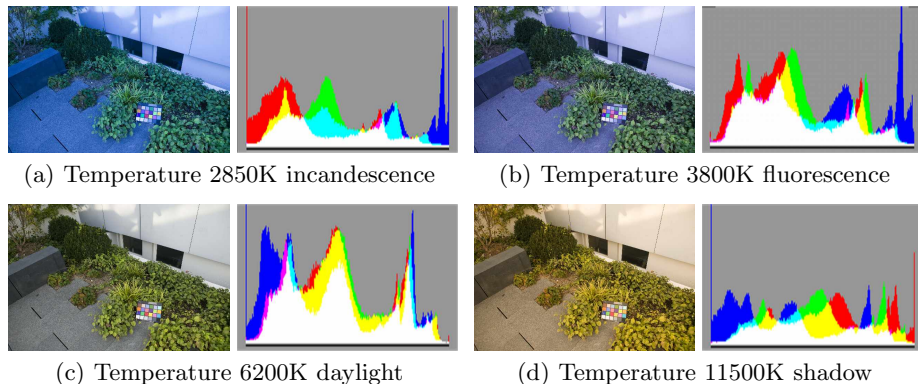 (a) Temperature 2850K incandescence
(b) Temperature 3800K fluorescence
(c) Temperature 6200K daylight
(d) Temperature 11500K shadow